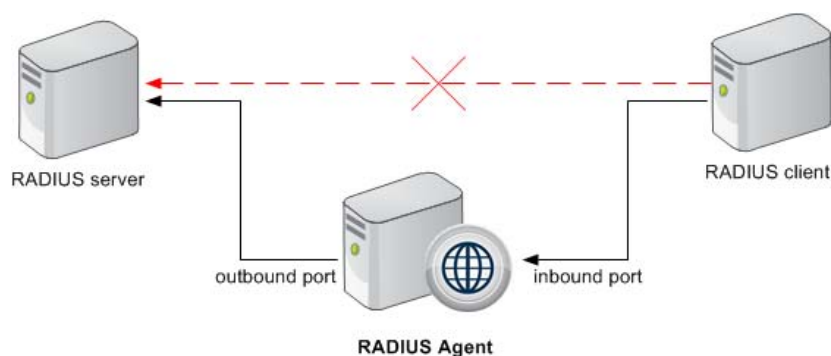 RADIUS server
RADIUS client
outbound port
inbound port
RADIUS Agent